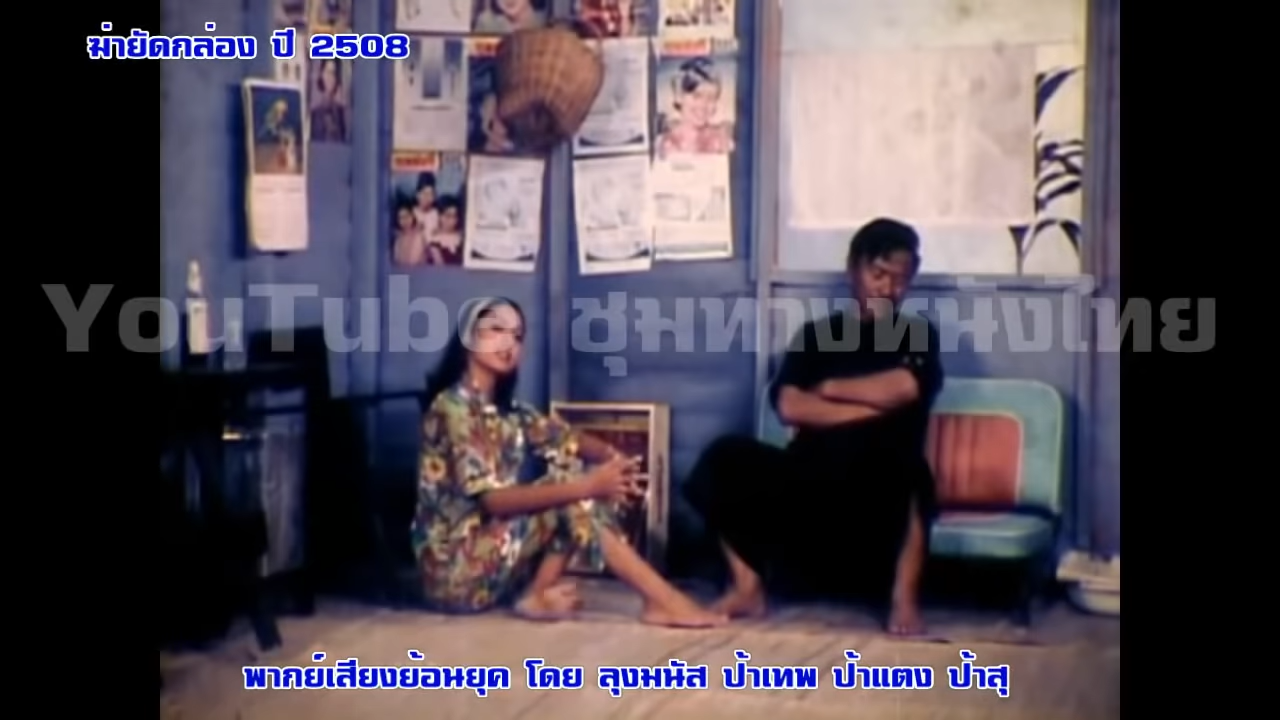 ฆ่ายัดกล่อง ปี 2508
YouTube ชุมทางหนังไทย
พากย์เสียงย้อนยุค โดย ลุงมนัส ป้าเทพ ป้าแตง ป้าสุ